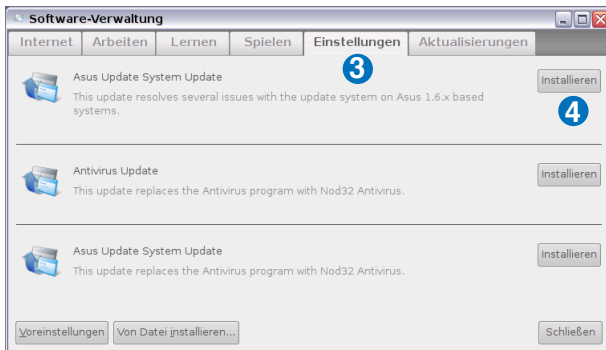 Software-Verwaltung
Internet Arbeiten Lernen Spielen Einstellungen Aktualisierungen
3
Asus Update System Update
Installieren
This update resolves several issues with the update system on Asus 1.6.x based
systems.
4
Antivirus Update
Installieren
This update replaces the Antivirus program with Nod32 Antivirus.
Asus Update System Update
Installieren
This update replaces the Antivirus program with Nod32 Antivirus.
Voreinstellungen Von Datei installieren... Schließen